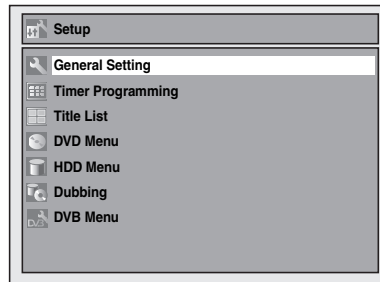 Setup
General Setting
Timer Programming
Title List
DVD Menu
HDD Menu
Dubbing
DVB Menu